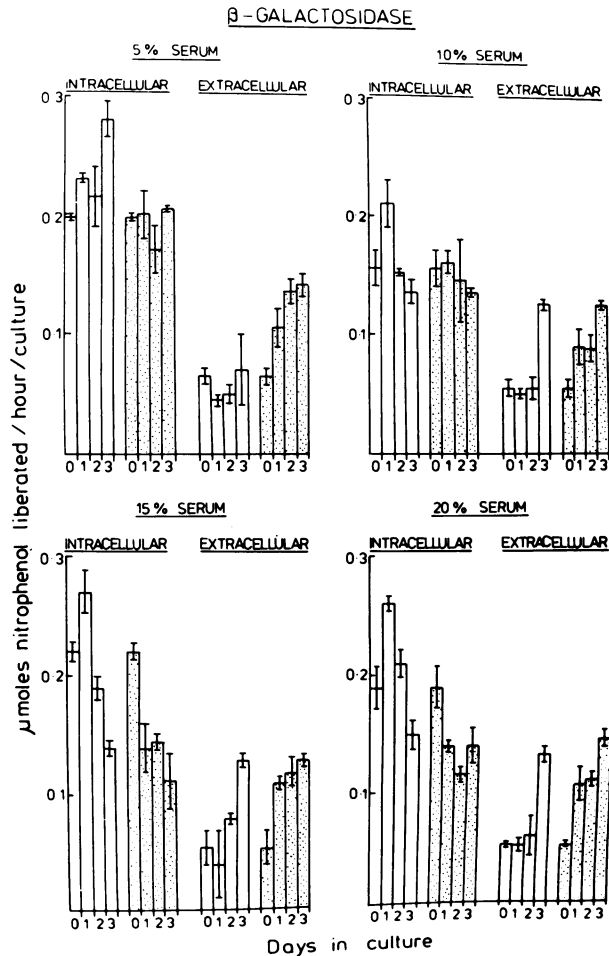 β-GALACTOSIDASE
5% SERUM
INTRACELLULAR EXTRACELLULAR
0·3
0·2
0·1
0 1 2 3 0 1 2 3 0 1 2 3 0 1 2 3
10% SERUM
INTRACELLULAR EXTRACELLULAR
0·3
0·2
0·1
0 1 2 3 0 1 2 3 0 1 2 3 0 1 2 3
15% SERUM
INTRACELLULAR EXTRACELLULAR
0·3
0·2
0·1
0 1 2 3 0 1 2 3 0 1 2 3 0 1 2 3
20% SERUM
INTRACELLULAR EXTRACELLULAR
0·3
0·2
0·1
0 1 2 3 0 1 2 3 0 1 2 3 0 1 2 3
μmoles nitrophenol liberated / hour / culture
Days in culture